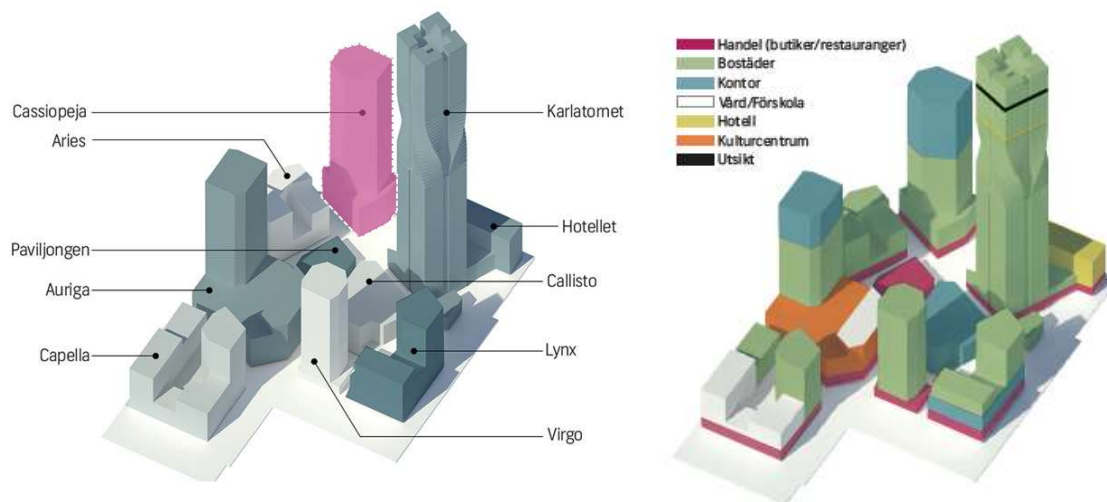 Cassiopeja
Aries
Paviljongen
Auriga
Capella
Karlatornet
Hotellet
Callisto
Lynx
Virgo
Handel (butiker/restauranger)
Bostäder
Kontor
Vård/Förskola
Hotell
Kulturcentrum
Utsikt